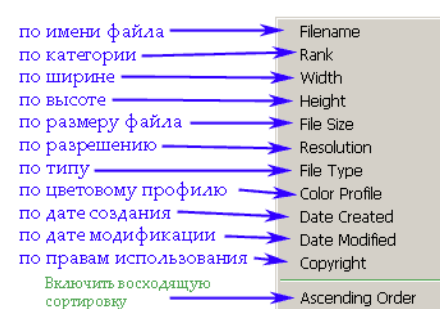 по имени файла Filename
по категории Rank
по ширине Width
по высоте Height
по размеру файла File Size
по разрешению Resolution
по типу File Type
по цветовому профилю Color Profile
по дате создания Date Created
по дате модификации Date Modified
по правам использования Copyright
Включить восходящую
сортировку Ascending Order